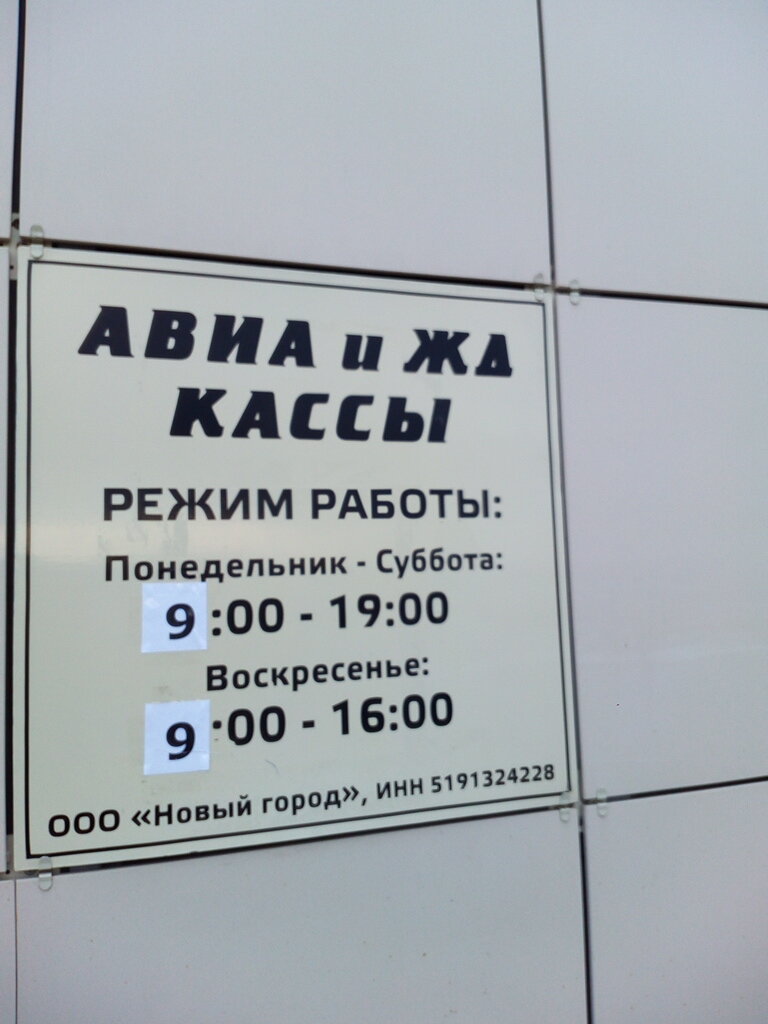 АВИА и ЖД
КАССЫ
РЕЖИМ РАБОТЫ:
Понедельник - Суббота:
9:00 - 19:00
Воскресенье:
9:00 - 16:00
ООО «Новый город», ИНН 5191324228